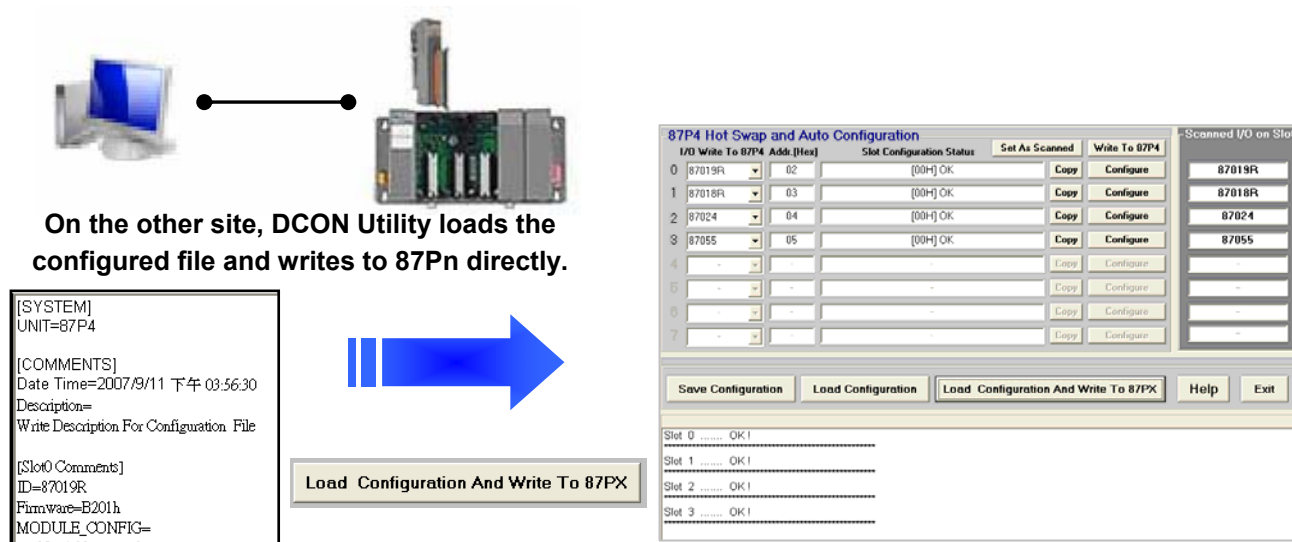 On the other site, DCON Utility loads the
configured file and writes to 87Pn directly.
[SYSTEM]
UNIT=87P4
[COMMENTS]
Date Time=2007/9/11 下午 03:56:30
Description=
Write Description For Configuration File
[Slot0 Comments]
ID=87019R
Firmware=B201h
MODULE_CONFIG=
Load Configuration And Write To 87PX
87P4 Hot Swap and Auto Configuration
I/O Write To 87P4 Addr.[Hex] Slot Configuration Status Set As Scanned Write To 87P4
Scanned I/O on Slot
0 87019R 02 [00H] OK Copy Configure 87019R
1 87018R 03 [00H] OK Copy Configure 87018R
2 87024 04 [00H] OK Copy Configure 87024
3 87055 05 [00H] OK Copy Configure 87055
4 - - - Copy Configure -
5 - - - Copy Configure -
6 - - - Copy Configure -
7 - - - Copy Configure -
Save Configuration Load Configuration Load Configuration And Write To 87PX Help Exit
Slot 0 ....... OK !
Slot 1 ....... OK !
Slot 2 ....... OK !
Slot 3 ....... OK !